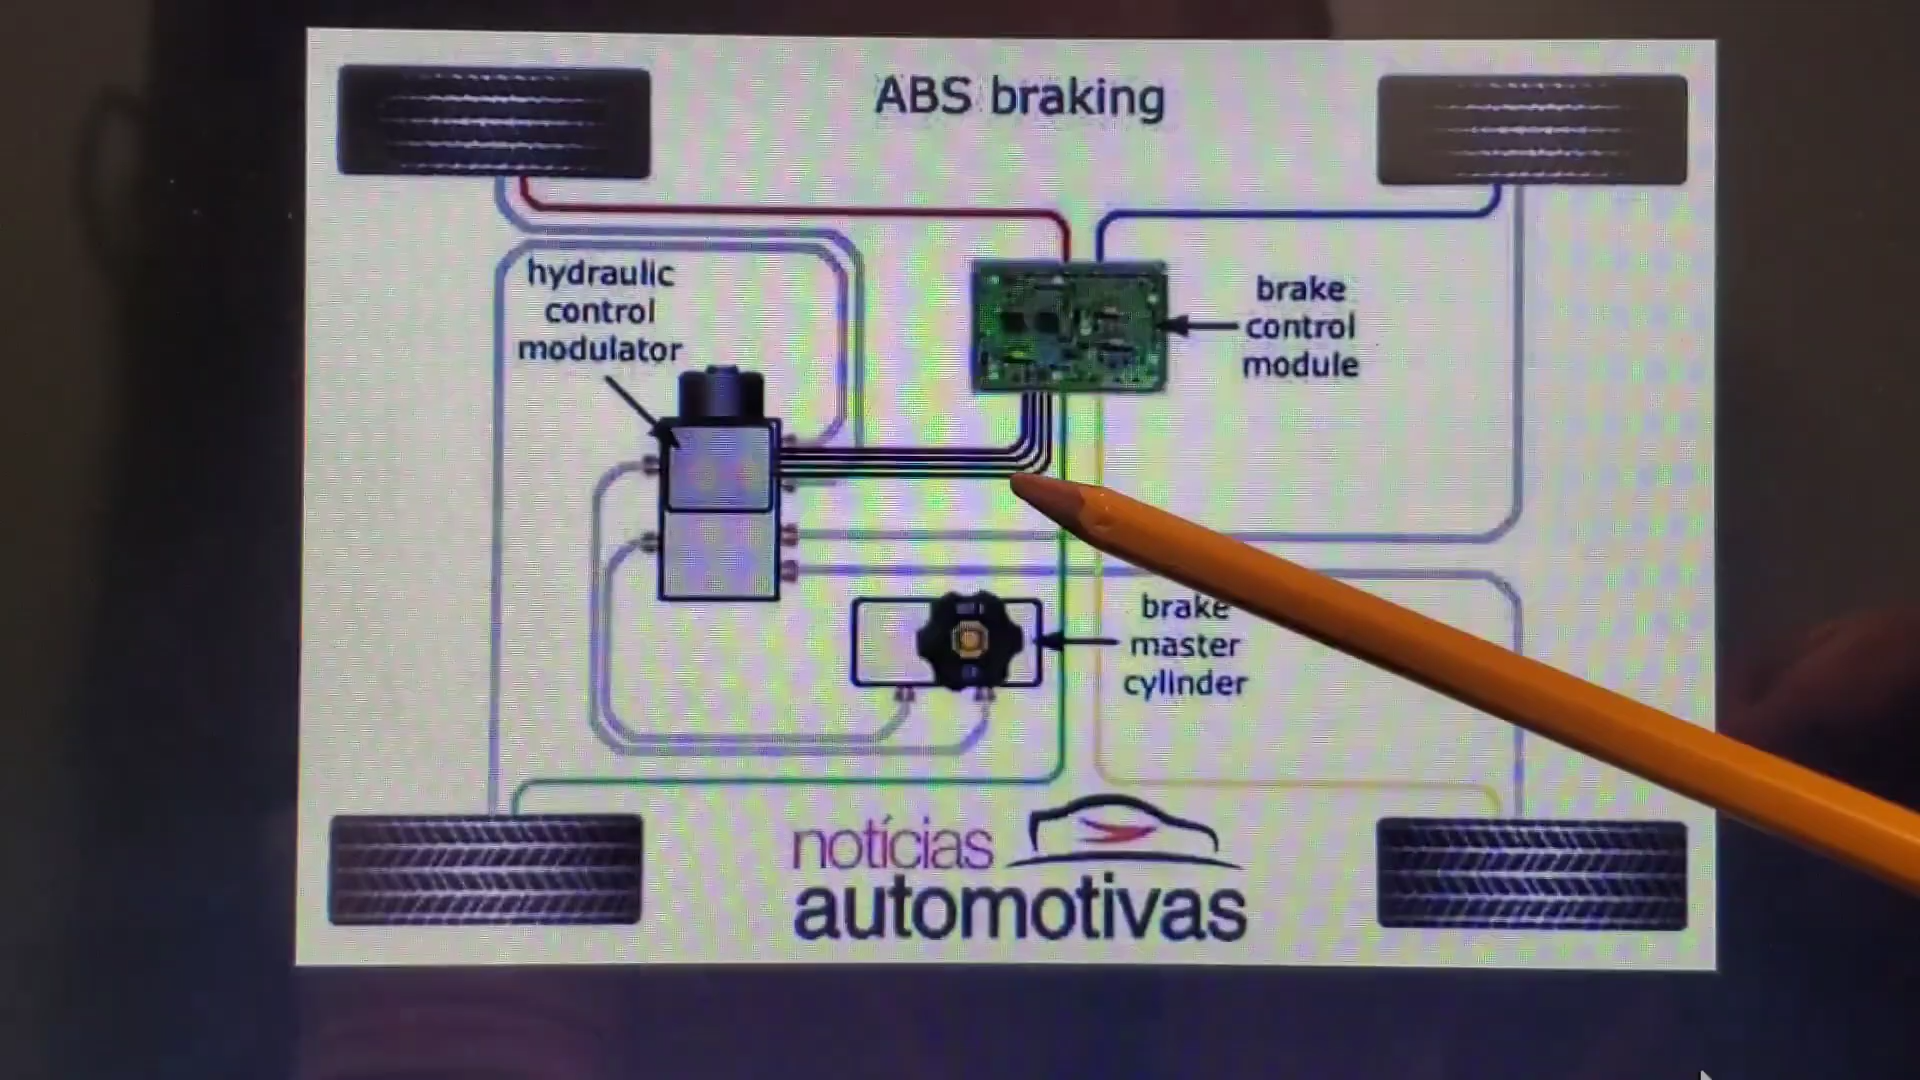 ABS braking
hydraulic
control
modulator
brake
control
module
brake
master
cylinder
notícias
automotivas